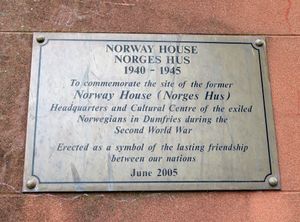 NORWAY HOUSE
NORGES HUS
1940 - 1945
To commemorate the site of the former
Norway House (Norges Hus)
Headquarters and Cultural Centre of the exiled
Norwegians in Dumfries during the
Second World War
Erected as a symbol of the lasting friendship
between our nations
June 2005